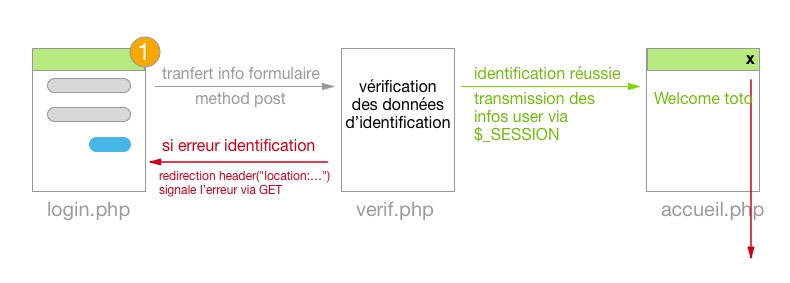 1
tranfert info formulaire
method post
si erreur identification
redirection header("location:...")
signale l'erreur via GET
login.php
vérification
des données
d'identification
verif.php
identification réussie
transmission des
infos user via
$_SESSION
x
Welcome toto
accueil.php